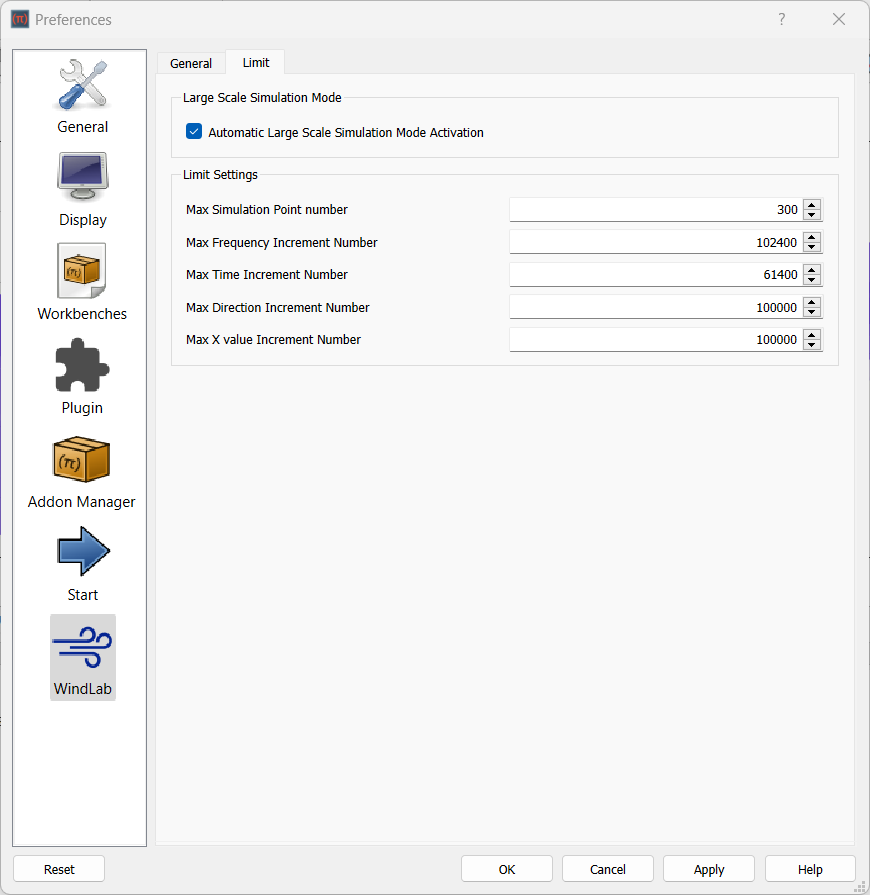 (π) Preferences ?
General
Display
(π)
Workbenches
Plugin
(π)
Addon Manager
Start
WindLab
General Limit
Large Scale Simulation Mode
Automatic Large Scale Simulation Mode Activation
Limit Settings
Max Simulation Point number 300
Max Frequency Increment Number 102400
Max Time Increment Number 61400
Max Direction Increment Number 100000
Max X value Increment Number 100000
Reset OK Cancel Apply Help